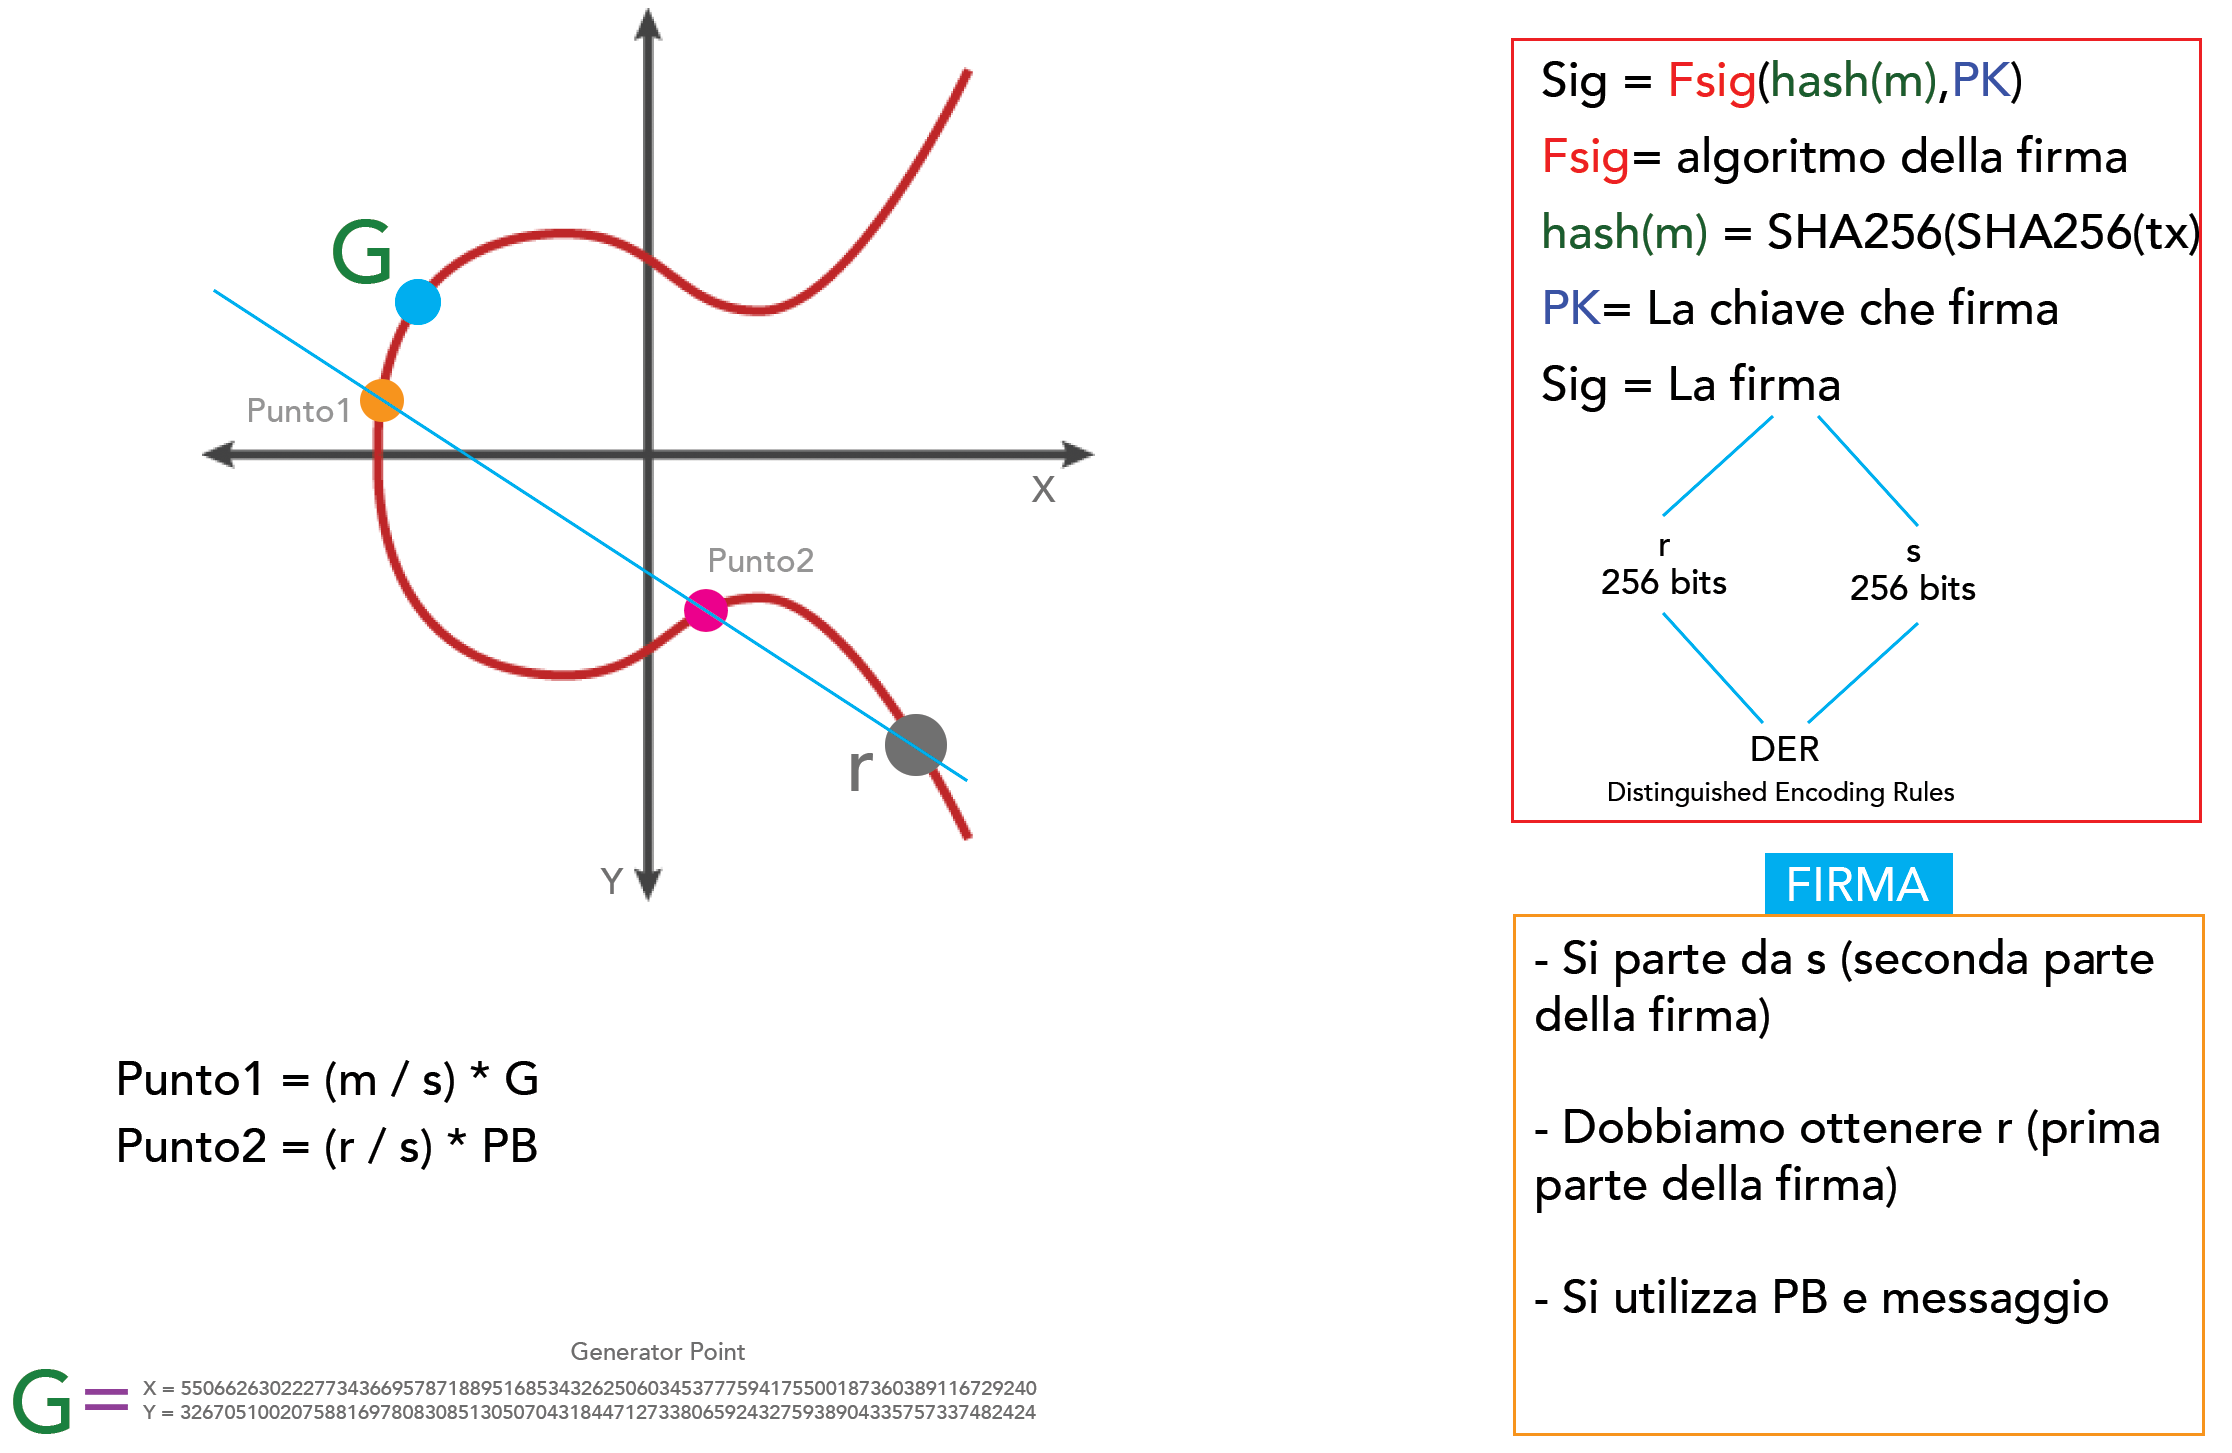 G
Punto1
X
Punto2
r
Y
Punto1 = (m / s) * G
Punto2 = (r / s) * PB
Generator Point
G=
X = 55066263022277343669578718895168534326250603453777594175500187360389116729240
Y = 32670510020758816978083085130507043184471273380659243275938904335757337482424
Sig = Fsig(hash(m),PK)
Fsig= algoritmo della firma
hash(m) = SHA256(SHA256(tx)
PK= La chiave che firma
Sig = La firma
r
256 bits
s
256 bits
DER
Distinguished Encoding Rules
FIRMA
- Si parte da s (seconda parte
della firma)
- Dobbiamo ottenere r (prima
parte della firma)
- Si utilizza PB e messaggio